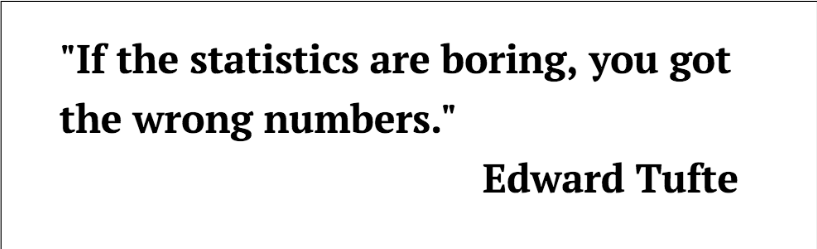 "If the statistics are boring, you got
the wrong numbers."
Edward Tufte